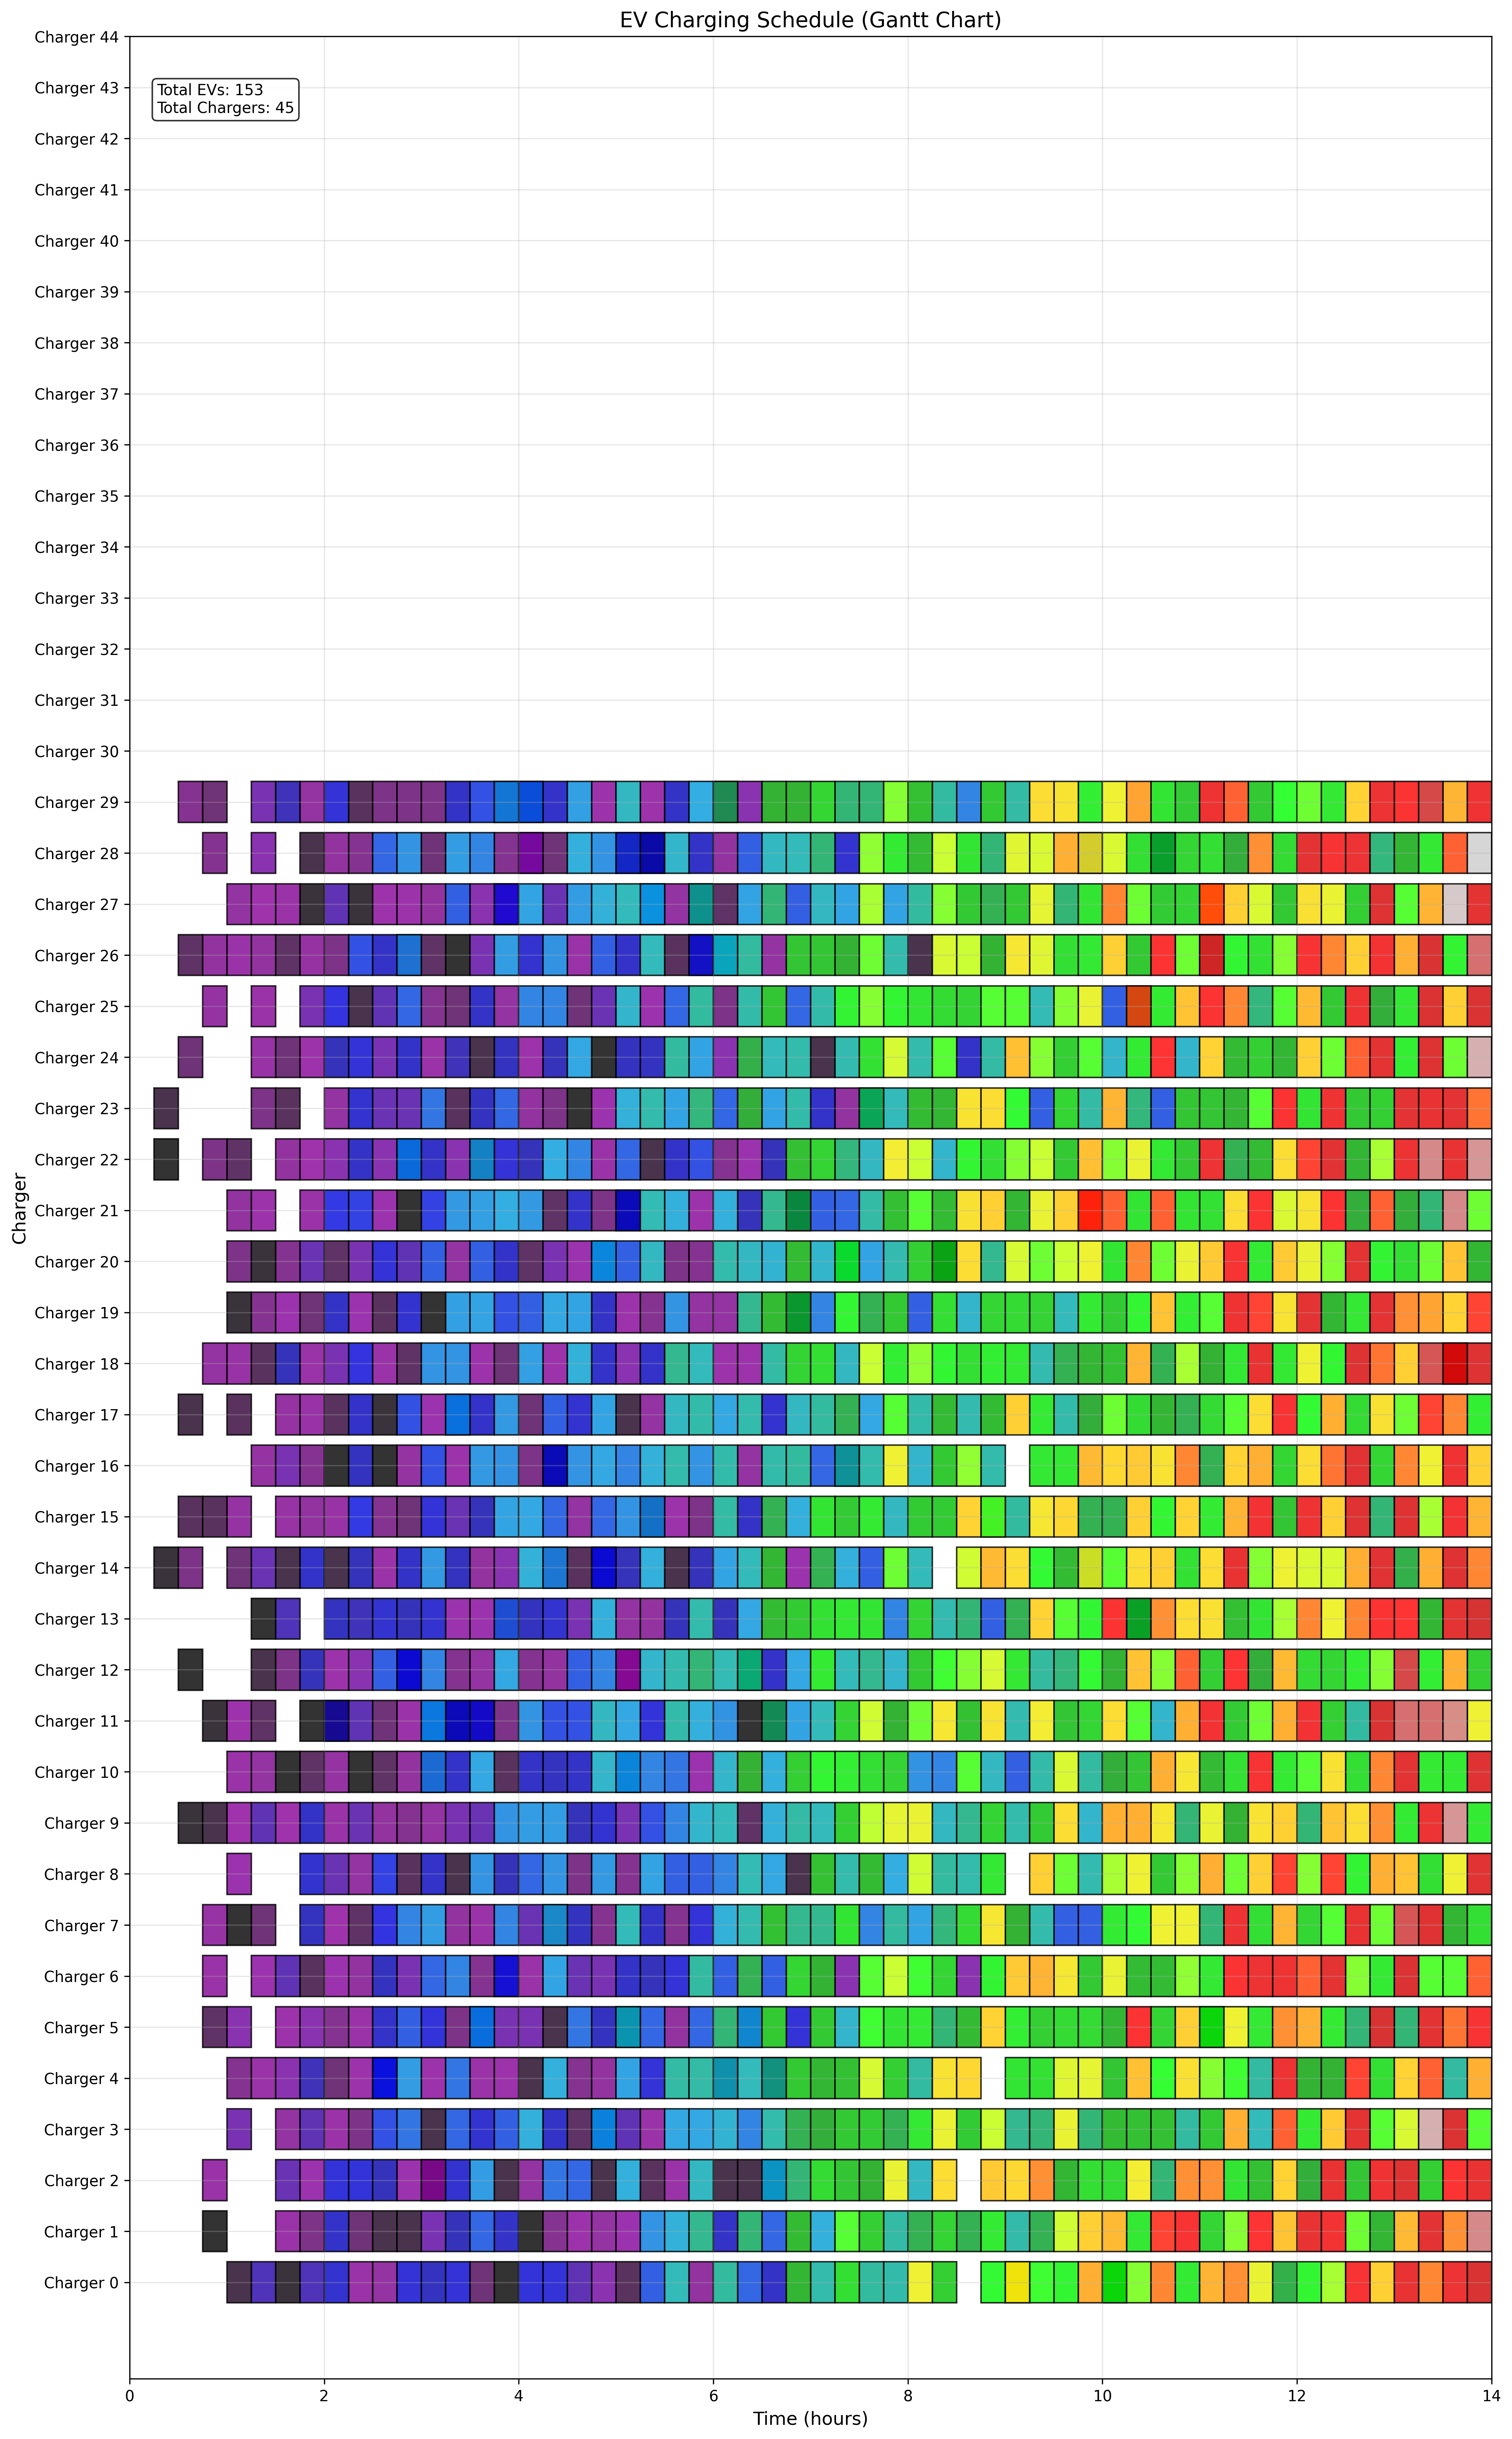 EV Charging Schedule (Gantt Chart)
Charger 44
Charger 43
Total EVs: 153
Total Chargers: 45
Charger 42
Charger 41
Charger 40
Charger 39
Charger 38
Charger 37
Charger 36
Charger 35
Charger 34
Charger 33
Charger 32
Charger 31
Charger 30
Charger 29
Charger 28
Charger 27
Charger 26
Charger 25
Charger 24
Charger 23
Charger 22
Charger 21
Charger 20
Charger 19
Charger 18
Charger 17
Charger 16
Charger 15
Charger 14
Charger 13
Charger 12
Charger 11
Charger 10
Charger 9
Charger 8
Charger 7
Charger 6
Charger 5
Charger 4
Charger 3
Charger 2
Charger 1
Charger 0
Charger
0 2 4 6 8 10 12 14
Time (hours)